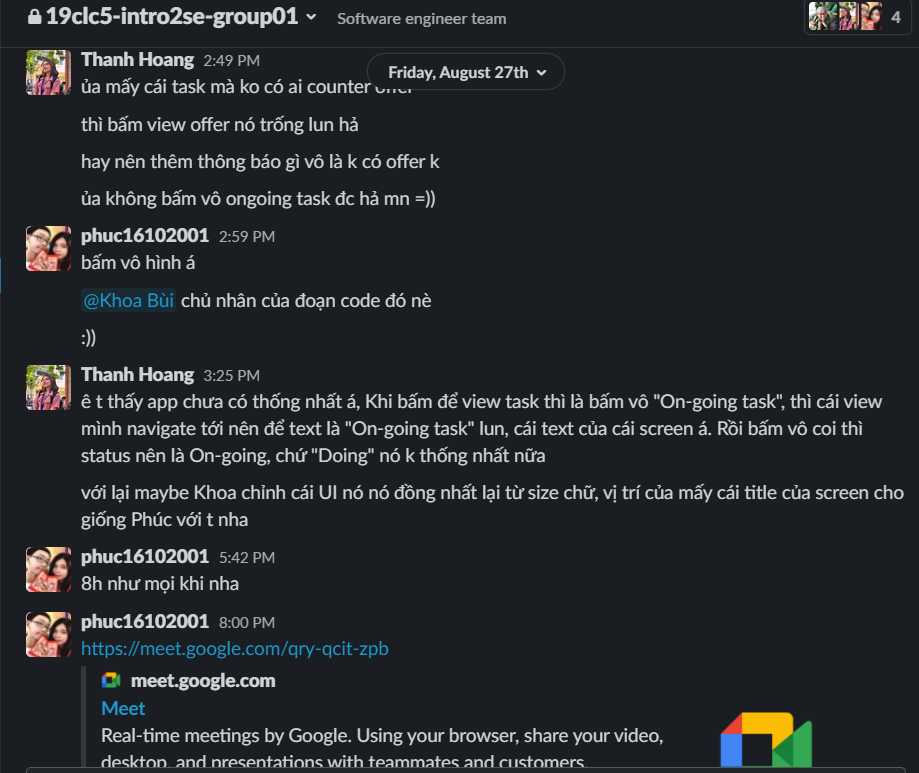 19clc5-intro2se-group01 Software engineer team 4
Thanh Hoang 2:49 PM
Friday, August 27th
ủa mấy cái task mà ko có ai counter offer
thì bấm view offer nó trống lun hả
hay nên thêm thông báo gì vô là k có offer k
ủa không bấm vô ongoing task đc hả mn =))
phuc16102001 2:59 PM
bấm vô hình á
@Khoa Bùi chủ nhân của đoạn code đó nè
:))
Thanh Hoang 3:25 PM
ê t thấy app chưa có thống nhất á, Khi bấm để view task thì là bấm vô "On-going task", thì cái view
mình navigate tới nên để text là "On-going task" lun, cái text của cái screen á. Rồi bấm vô coi thì
status nên là On-going, chứ "Doing" nó k thống nhất nữa
với lại maybe Khoa chỉnh cái UI nó nó đồng nhất lại từ size chữ, vị trí của mấy cái title của screen cho
giống Phúc với t nha
phuc16102001 5:42 PM
8h như mọi khi nha
phuc16102001 8:00 PM
https://meet.google.com/qry-qcit-zpb
meet.google.com
Meet
Real-time meetings by Google. Using your browser, share your video,
desktop, and presentations with teammates and customers.